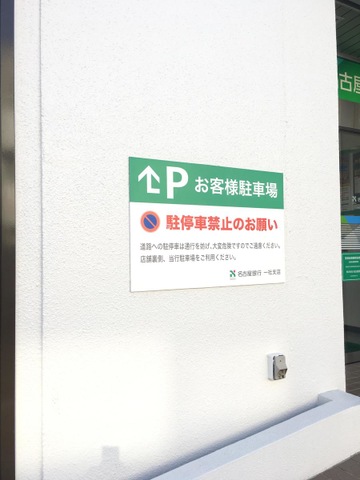 P お客様駐車場
駐停車禁止のお願い
道路への駐停車は通行を妨げ、大変危険ですのでご遠慮ください。
店舗裏側、当行駐車場をご利用ください。
名古屋銀行 一社支店
古屋